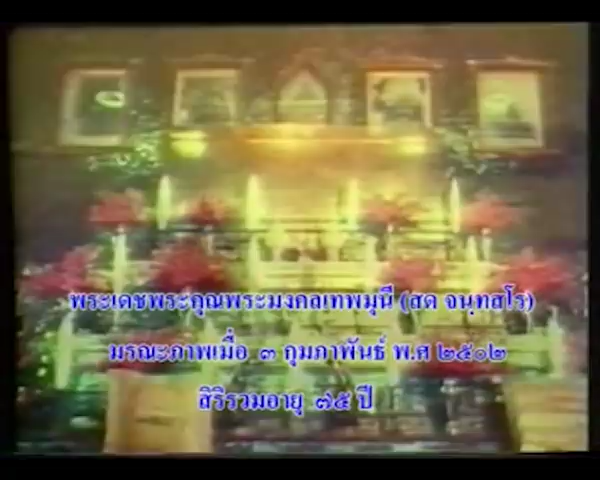 พระเดชพระคุณพระมงคลเทพมุนี (สด จนฺทสโร)
มรณะภาพเมื่อ ๓ กุมภาพันธ์ พ.ศ ๒๕๐๒
สิริรวมอายุ ๗๕ ปี